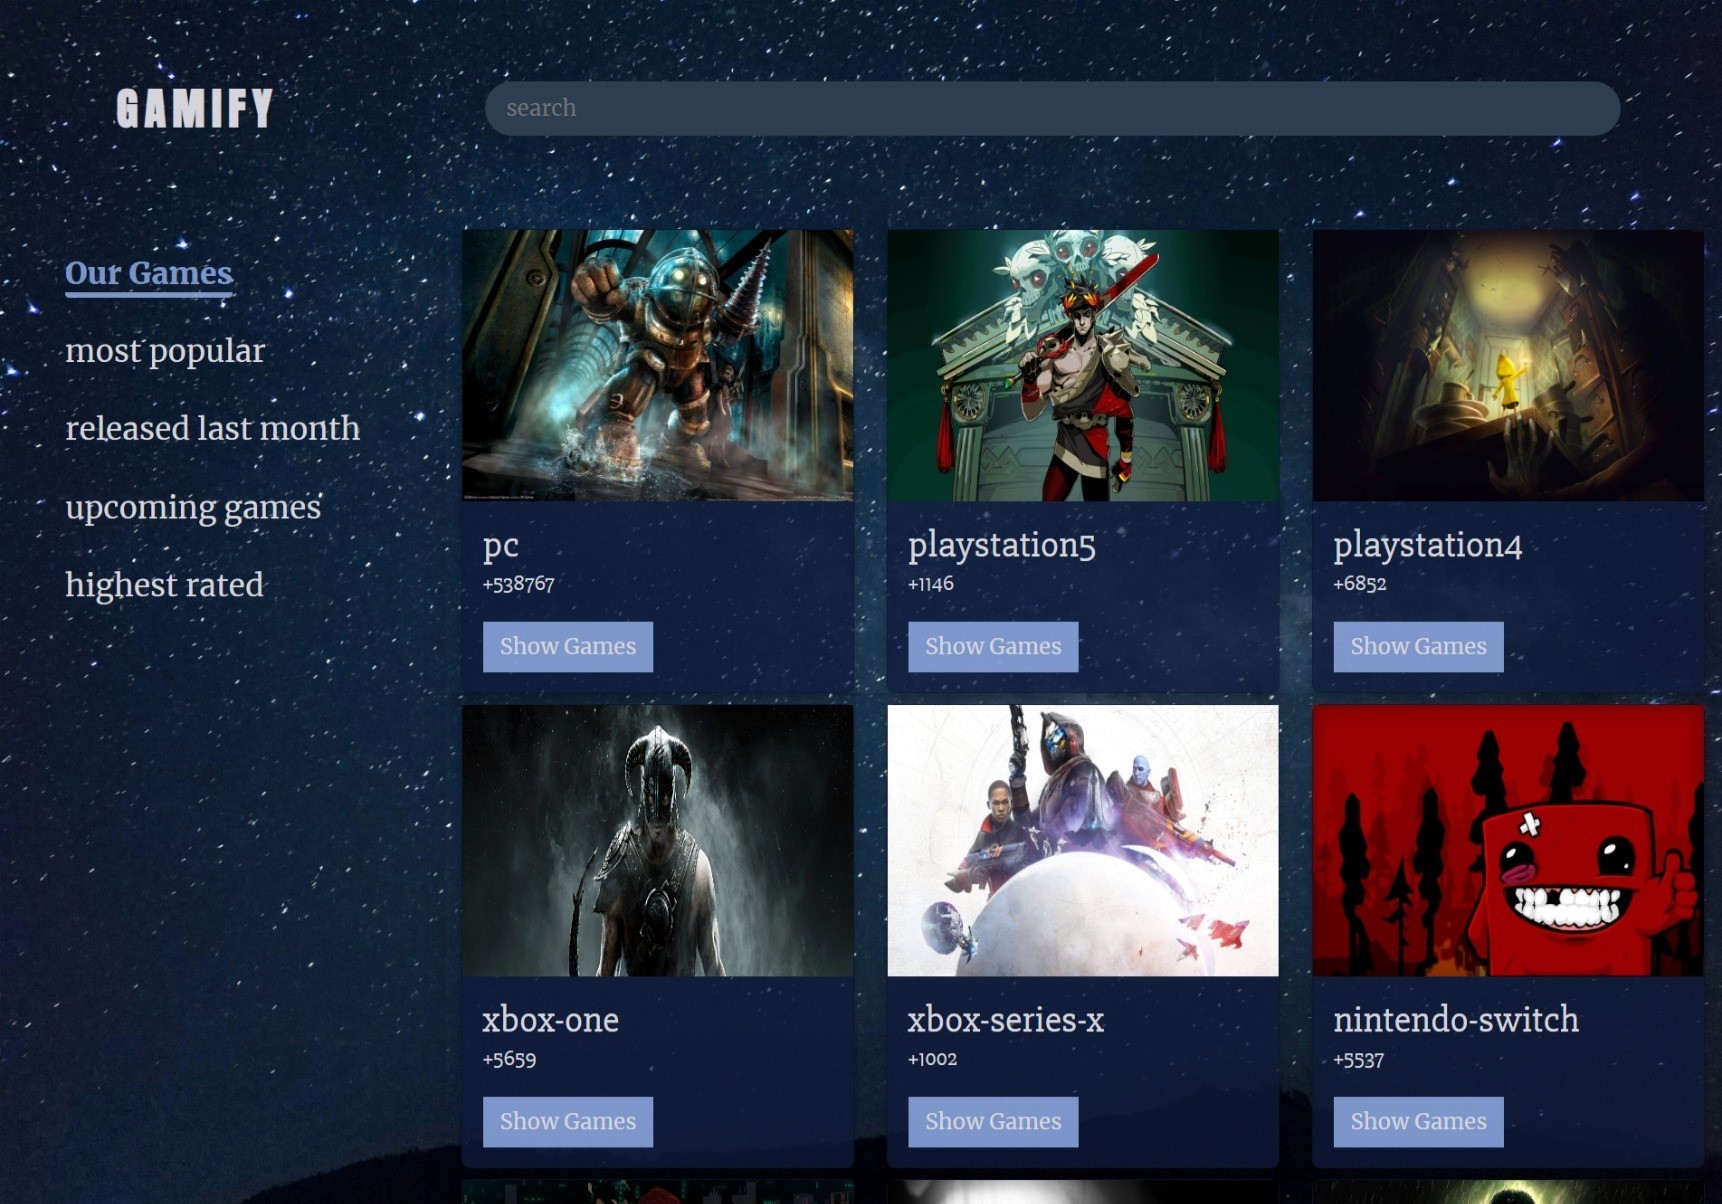 GAMIFY
search
Our Games
most popular
released last month
upcoming games
highest rated
pc
+538767
Show Games
playstation5
+1146
Show Games
playstation4
+6852
Show Games
xbox-one
+5659
Show Games
xbox-series-x
+1002
Show Games
nintendo-switch
+5537
Show Games